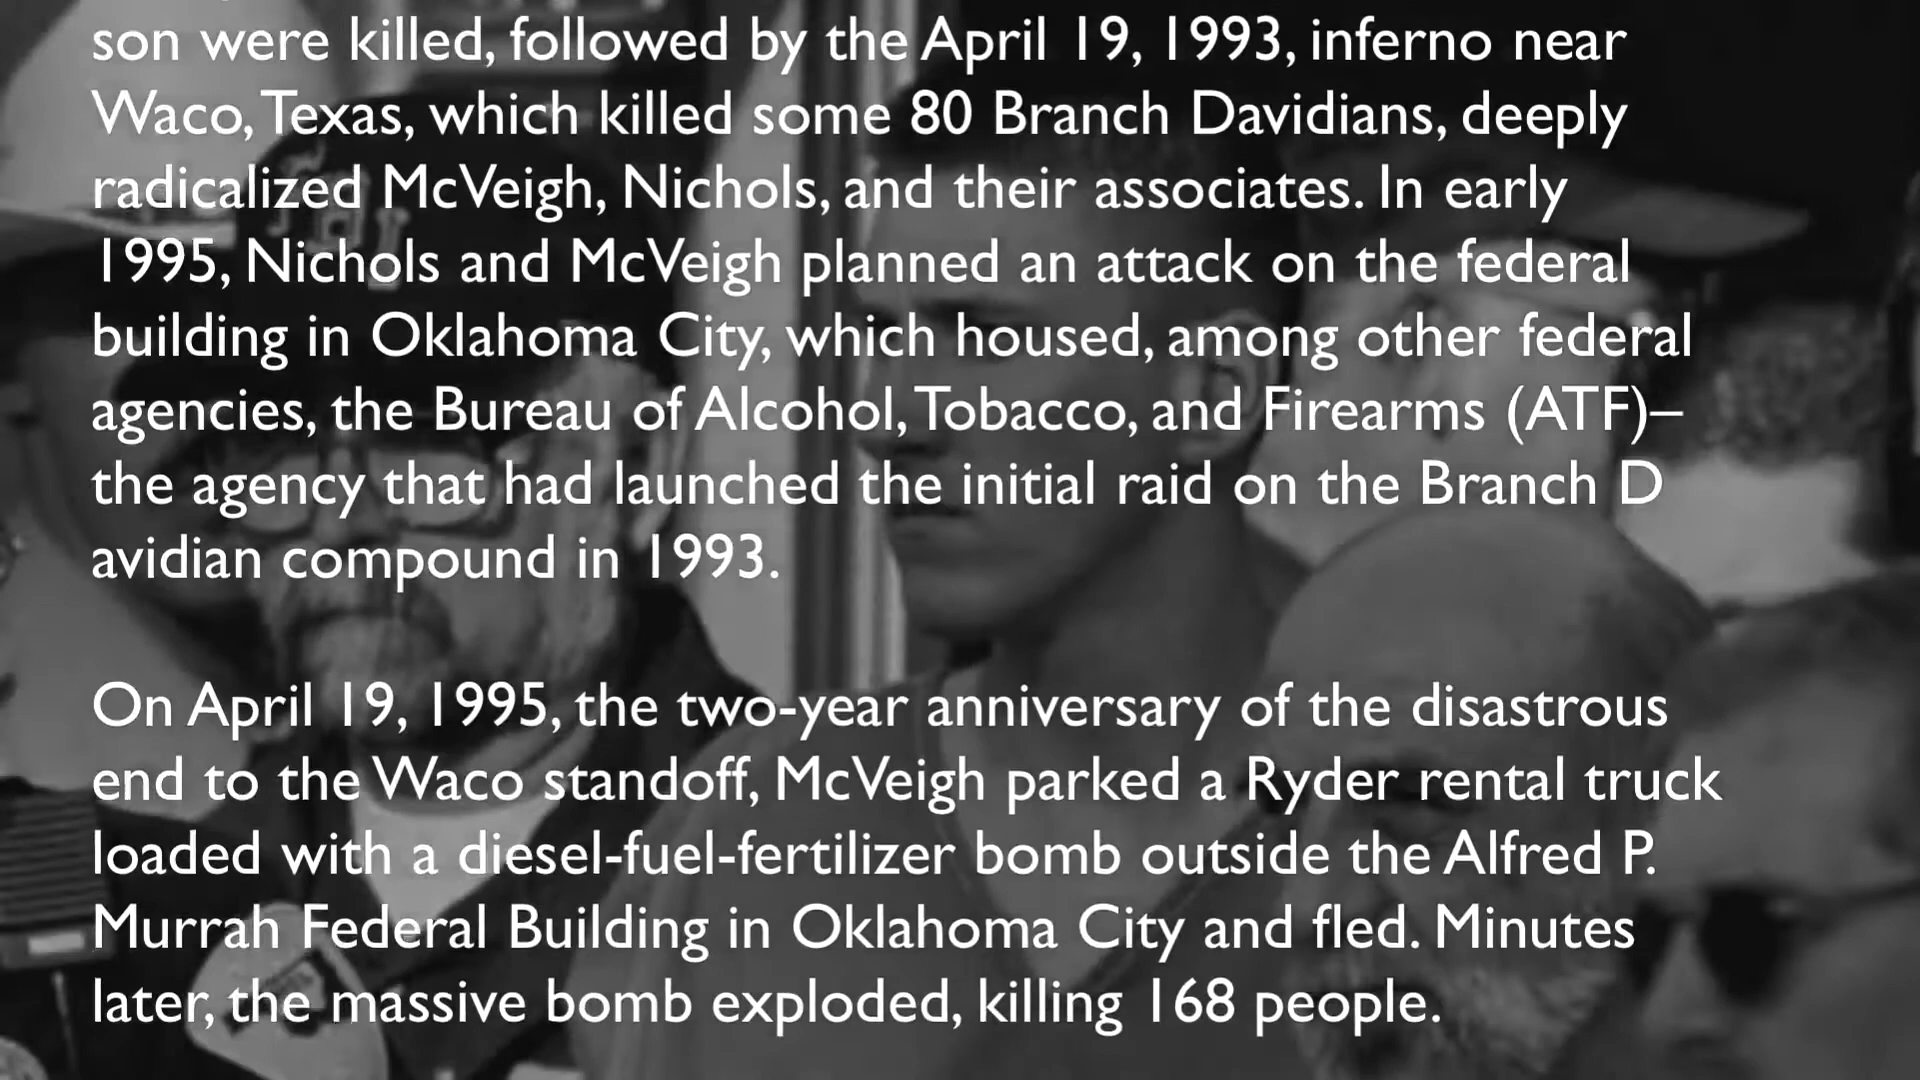 son were killed, followed by the April 19, 1993, inferno near
Waco, Texas, which killed some 80 Branch Davidians, deeply
radicalized McVeigh, Nichols, and their associates. In early
1995, Nichols and McVeigh planned an attack on the federal
building in Oklahoma City, which housed, among other federal
agencies, the Bureau of Alcohol, Tobacco, and Firearms (ATF)–
the agency that had launched the initial raid on the Branch D
avidian compound in 1993.
On April 19, 1995, the two-year anniversary of the disastrous
end to the Waco standoff, McVeigh parked a Ryder rental truck
loaded with a diesel-fuel-fertilizer bomb outside the Alfred P.
Murrah Federal Building in Oklahoma City and fled. Minutes
later, the massive bomb exploded, killing 168 people.